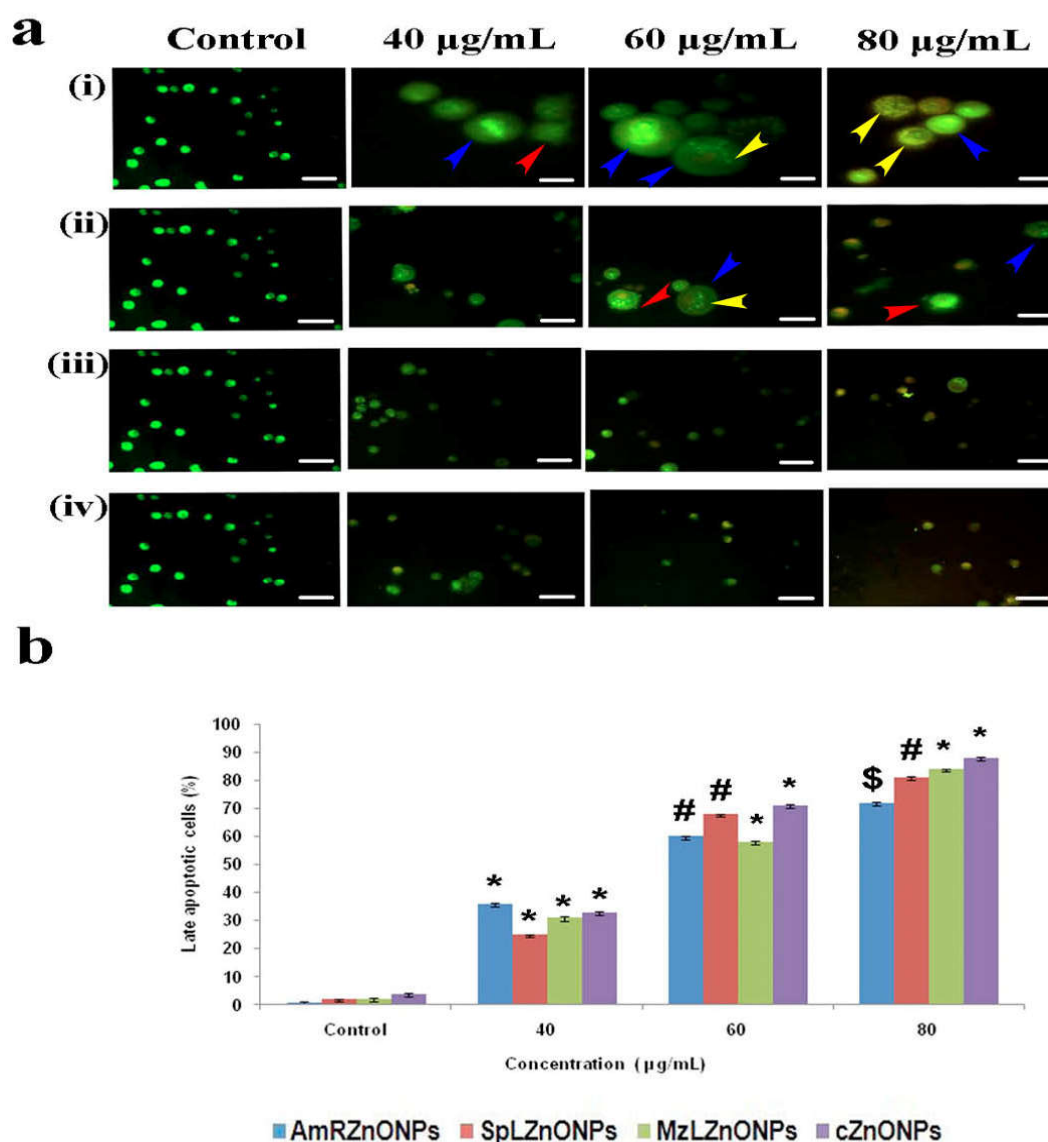 a
Control 40 µg/mL 60 µg/mL 80 µg/mL
(i)
(ii)
(iii)
(iv)
b
Late apoptotic cells (%)
100
90
80
70
60
50
40
30
20
10
0
* * * *
# # * *
$ # * *
Control 40 60 80
Concentration (µg/mL)
AmRZnONPs SpLZnONPs MzLZnONPs cZnONPs